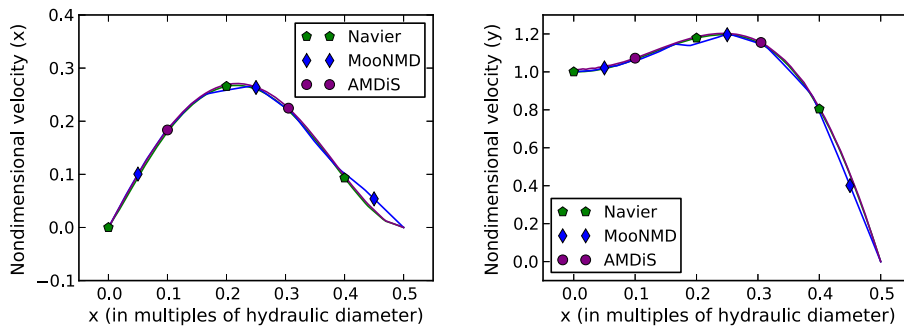 Nondimensional velocity (x)
0.4
0.3
0.2
0.1
0.0
−0.1
0.0 0.1 0.2 0.3 0.4 0.5
x (in multiples of hydraulic diameter)
Navier
MooNMD
AMDiS
Nondimensional velocity (y)
1.2
1.0
0.8
0.6
0.4
0.2
0.0
0.0 0.1 0.2 0.3 0.4 0.5
x (in multiples of hydraulic diameter)
Navier
MooNMD
AMDiS